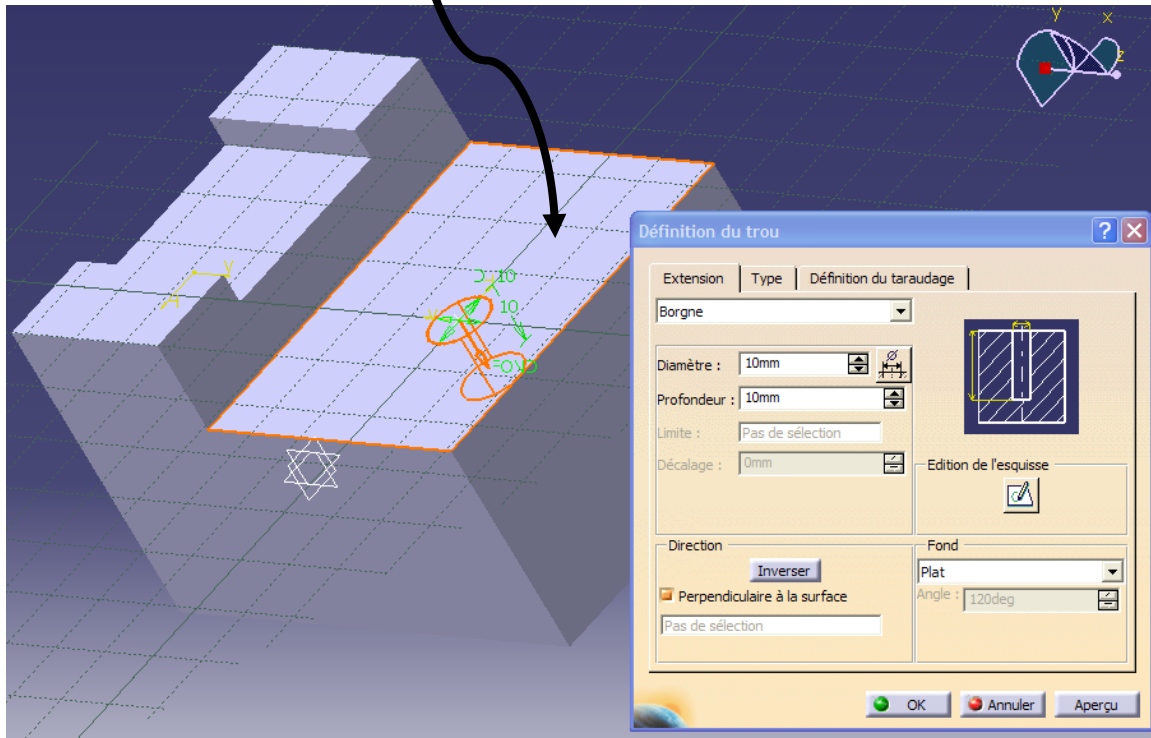 y x
z
Définition du trou
Extension Type Définition du taraudage
Borgne
Diamètre : 10mm
Profondeur : 10mm
Limite : Pas de sélection
Décalage : 0mm
Edition de l'esquisse
Direction
Inverser
Perpendiculaire à la surface
Pas de sélection
Fond
Plat
Angle : 120deg
OK Annuler Aperçu
D 10
10